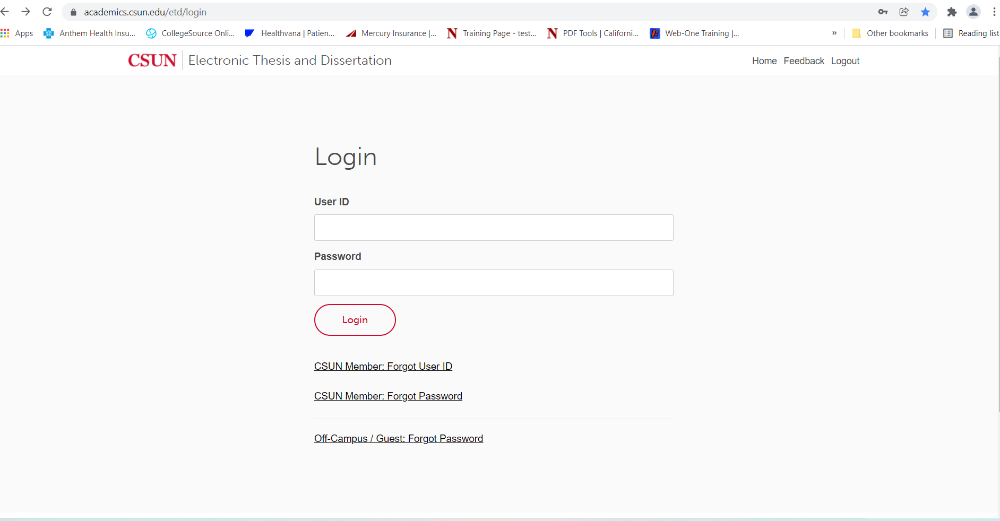 academics.csun.edu/etd/login
Apps Anthem Health Insu... CollegeSource Onli... Healthvana | Patien... Mercury Insurance |... N Training Page - test... N PDF Tools | Californi... Web-One Training |... » Other bookmarks Reading list
CSUN Electronic Thesis and Dissertation Home Feedback Logout
Login
User ID
Password
Login
CSUN Member: Forgot User ID
CSUN Member: Forgot Password
Off-Campus / Guest: Forgot Password